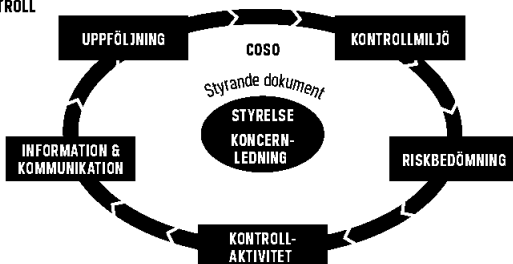 TROLL
UPPFÖLJNING
COSO
KONTROLLMILJÖ
Styrande dokument
STYRELSE
KONCERN-
LEDNING
INFORMATION &
KOMMUNIKATION
RISKBEDÖMNING
KONTROLL-
AKTIVITET